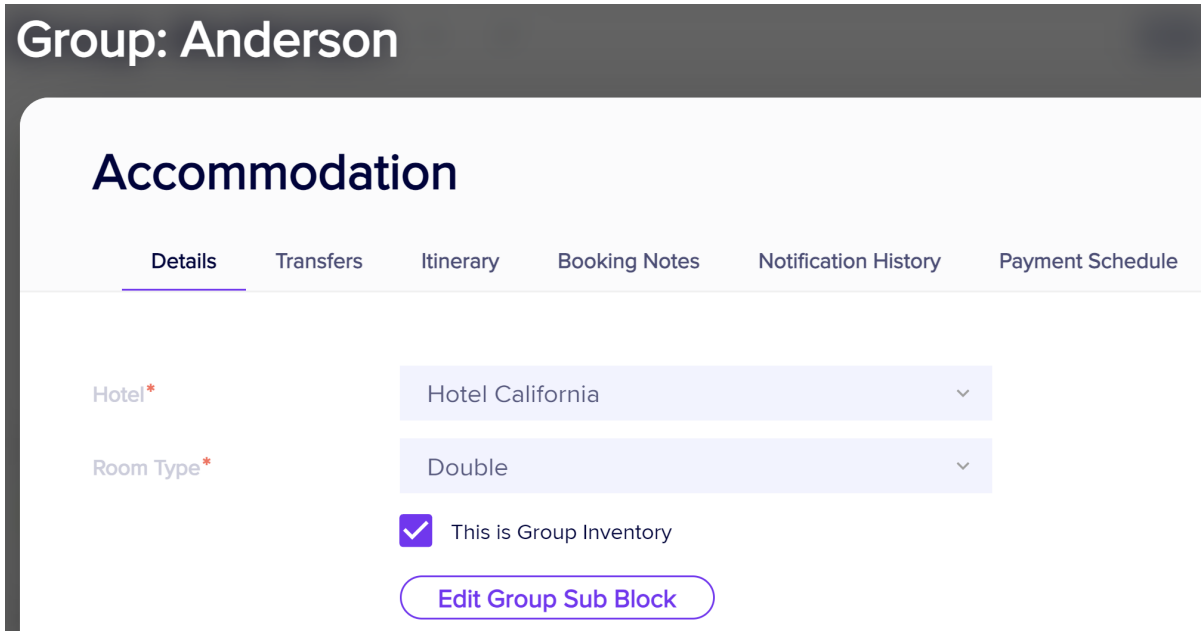 Group: Anderson
Accommodation
Details Transfers Itinerary Booking Notes Notification History Payment Schedule
Hotel* Hotel California
Room Type* Double
This is Group Inventory
Edit Group Sub Block